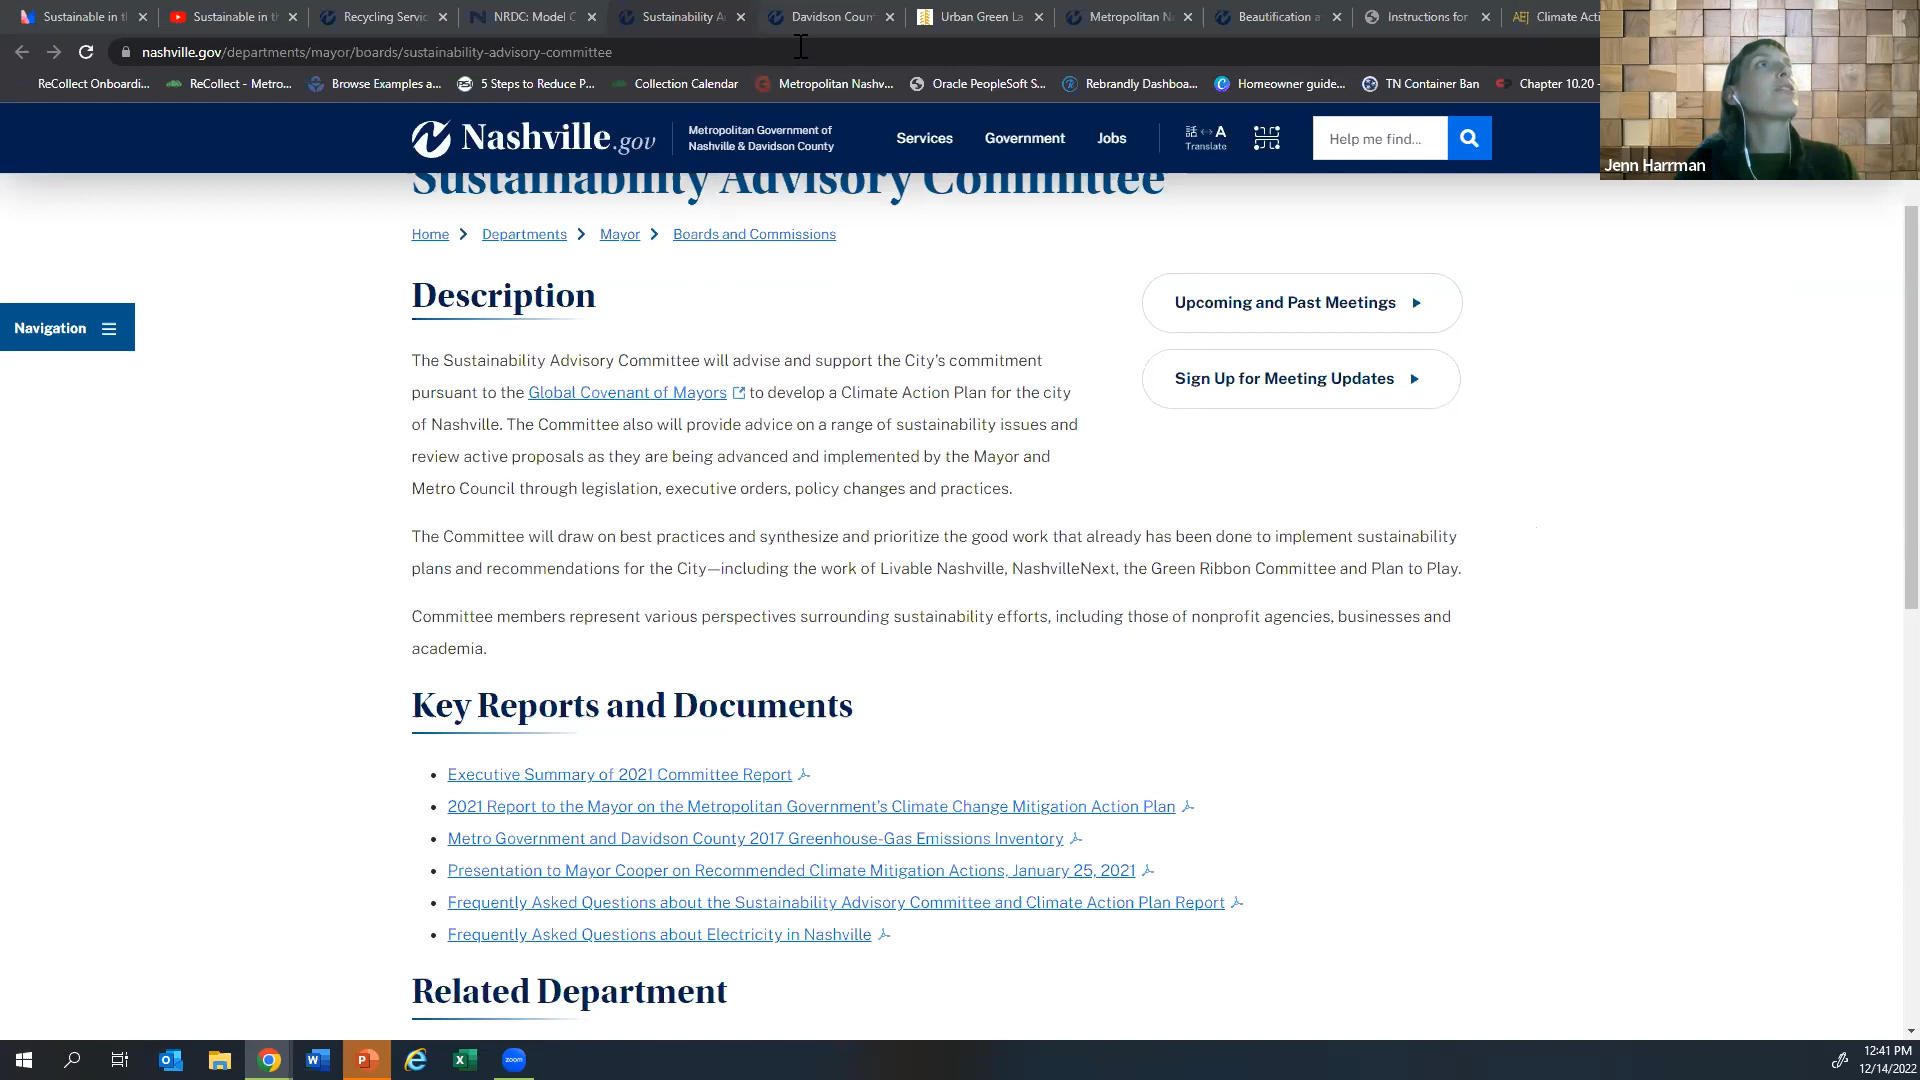 Sustainable in t
Sustainable in t
Recycling Servic
NRDC: Model C
Sustainability A
Davidson Coun
Urban Green La
Metropolitan N
Beautification a
Instructions for
AEJ
Climate Acti
nashville.gov/departments/mayor/boards/sustainability-advisory-committee
ReCollect Onboardi...
ReCollect - Metro...
Browse Examples a...
5 Steps to Reduce P...
Collection Calendar
Metropolitan Nashv...
Oracle PeopleSoft S...
Rebrandly Dashboa...
Homeowner guide...
TN Container Ban
Chapter 10.20 -
Nashville.gov
Metropolitan Government of
Nashville & Davidson County
Services
Government
Jobs
Translate
Help me find...
Jenn Harrman
Sustainability Advisory Committee
Home
Departments
Mayor
Boards and Commissions
Navigation
Description
Upcoming and Past Meetings
Sign Up for Meeting Updates
The Sustainability Advisory Committee will advise and support the City's commitment
pursuant to the Global Covenant of Mayors to develop a Climate Action Plan for the city
of Nashville. The Committee also will provide advice on a range of sustainability issues and
review active proposals as they are being advanced and implemented by the Mayor and
Metro Council through legislation, executive orders, policy changes and practices.
The Committee will draw on best practices and synthesize and prioritize the good work that already has been done to implement sustainability
plans and recommendations for the City—including the work of Livable Nashville, NashvilleNext, the Green Ribbon Committee and Plan to Play.
Committee members represent various perspectives surrounding sustainability efforts, including those of nonprofit agencies, businesses and
academia.
Key Reports and Documents
• Executive Summary of 2021 Committee Report
• 2021 Report to the Mayor on the Metropolitan Government's Climate Change Mitigation Action Plan
• Metro Government and Davidson County 2017 Greenhouse-Gas Emissions Inventory
• Presentation to Mayor Cooper on Recommended Climate Mitigation Actions, January 25, 2021
• Frequently Asked Questions about the Sustainability Advisory Committee and Climate Action Plan Report
• Frequently Asked Questions about Electricity in Nashville
Related Department
zoom
12:41 PM
12/14/2022